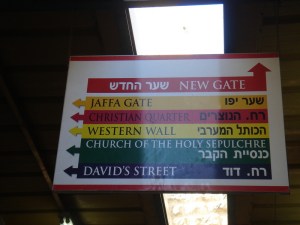 שער החדש NEW GATE
JAFFA GATE שער יפו
CHRISTIAN QUARTER רח. הנוצרים
WESTERN WALL הכותל המערבי
CHURCH OF THE HOLY SEPULCHRE
כנסיית הקבר
DAVID'S STREET רח. דוד